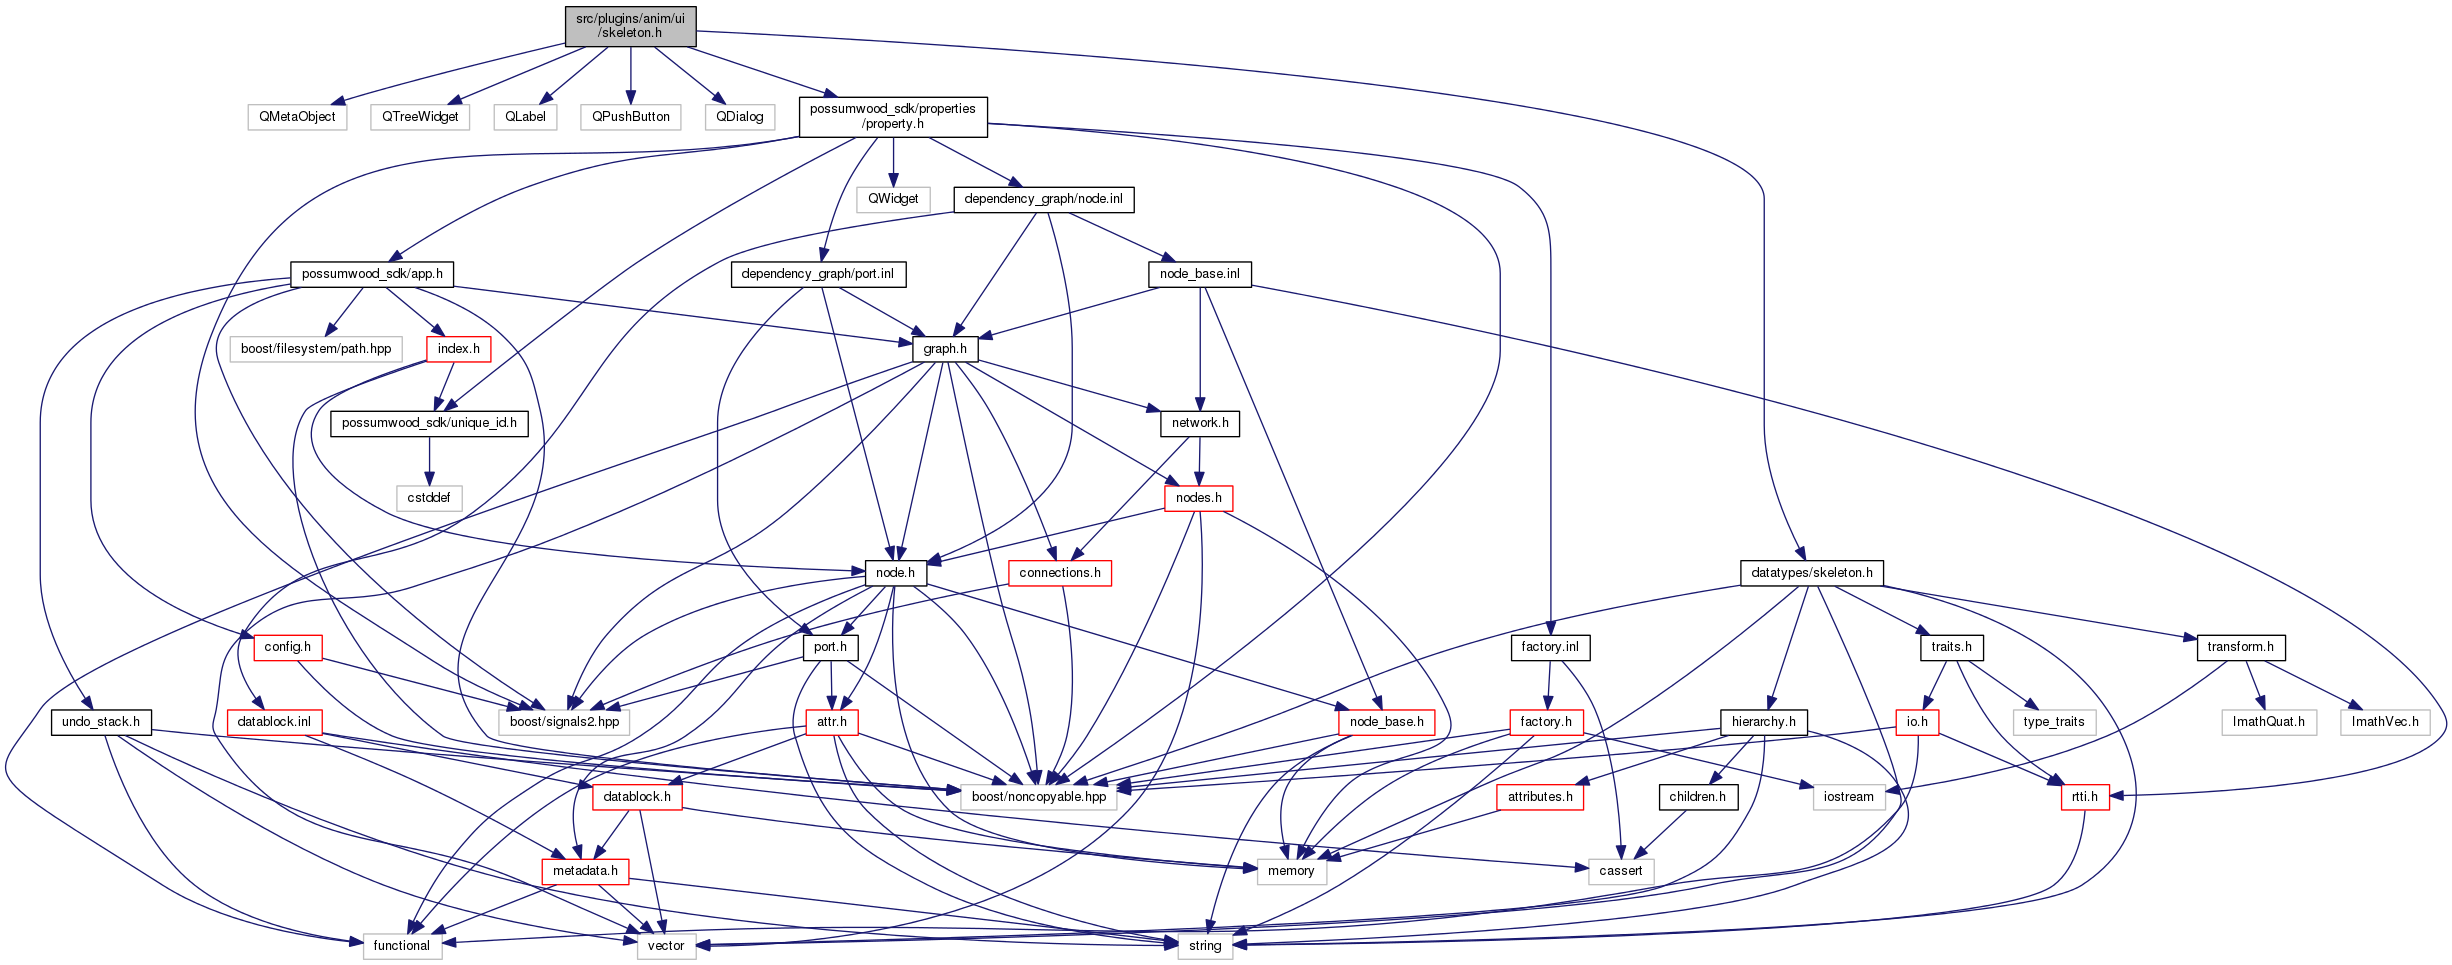 src/plugins/anim/ui
/skeleton.h
QMetaObject
QTreeWidget
QLabel
QPushButton
QDialog
possumwood_sdk/properties
/property.h
QWidget
dependency_graph/node.inl
possumwood_sdk/app.h
dependency_graph/port.inl
node_base.inl
boost/filesystem/path.hpp
index.h
graph.h
possumwood_sdk/unique_id.h
network.h
cstddef
nodes.h
node.h
connections.h
datatypes/skeleton.h
config.h
port.h
factory.inl
traits.h
transform.h
undo_stack.h
datablock.inl
boost/signals2.hpp
attr.h
node_base.h
factory.h
hierarchy.h
io.h
type_traits
ImathQuat.h
ImathVec.h
datablock.h
boost/noncopyable.hpp
attributes.h
children.h
iostream
rtti.h
metadata.h
memory
cassert
functional
vector
string